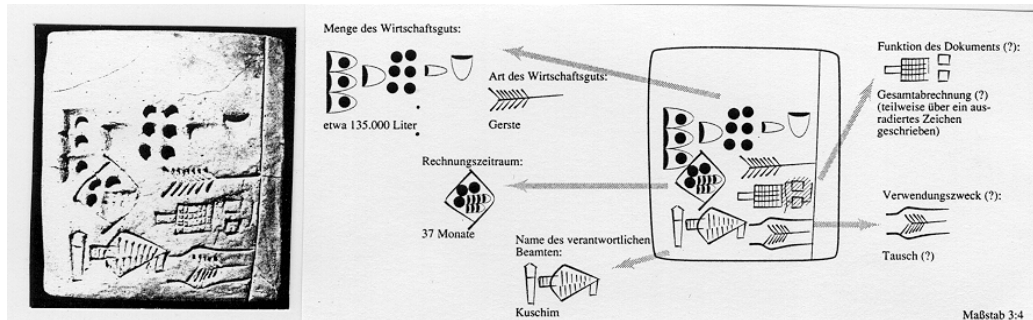 Menge des Wirtschaftsguts:
etwa 135.000 Liter
Art des Wirtschaftsguts:
Gerste
Rechnungszeitraum:
37 Monate
Name des verantwortlichen
Beamten:
Kuschim
Funktion des Dokuments (?):
Gesamtabrechnung (?)
(teilweise über ein aus-
radiertes Zeichen
geschrieben)
Verwendungszweck (?):
Tausch (?)
Maßstab 3:4